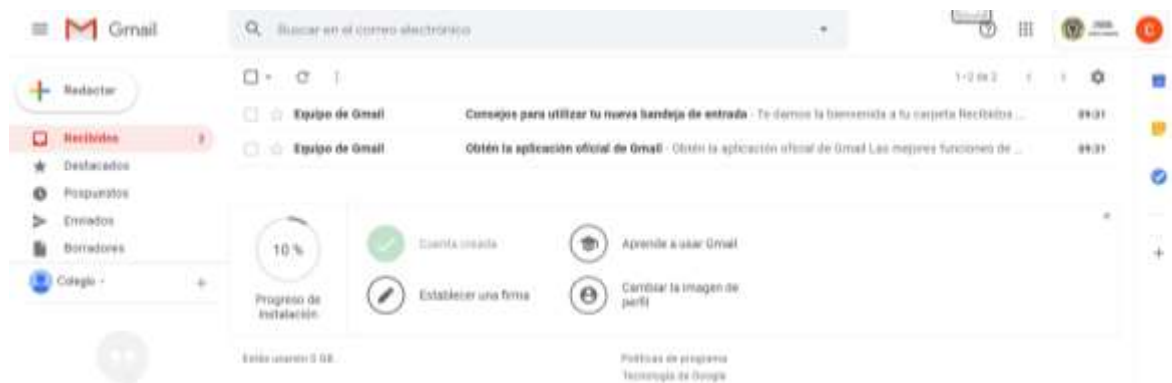 Gmail
Buscar en el correo electrónico
Redactar
1-2 de 2
Recibidos 2
Destacados
Pospuestos
Enviados
Borradores
Colegio
Equipo de Gmail Consejos para utilizar tu nueva bandeja de entrada - Te damos la bienvenida a tu carpeta Recibidos ... 09:31
Equipo de Gmail Obtén la aplicación oficial de Gmail - Obtén la aplicación oficial de Gmail Las mejores funciones de ... 09:31
10 %
Progreso de instalación
Cuenta creada
Aprende a usar Gmail
Establecer una firma
Cambiar la imagen de
perfil
Estás usando 0 GB
Políticas de programa
Tecnología de Google
C